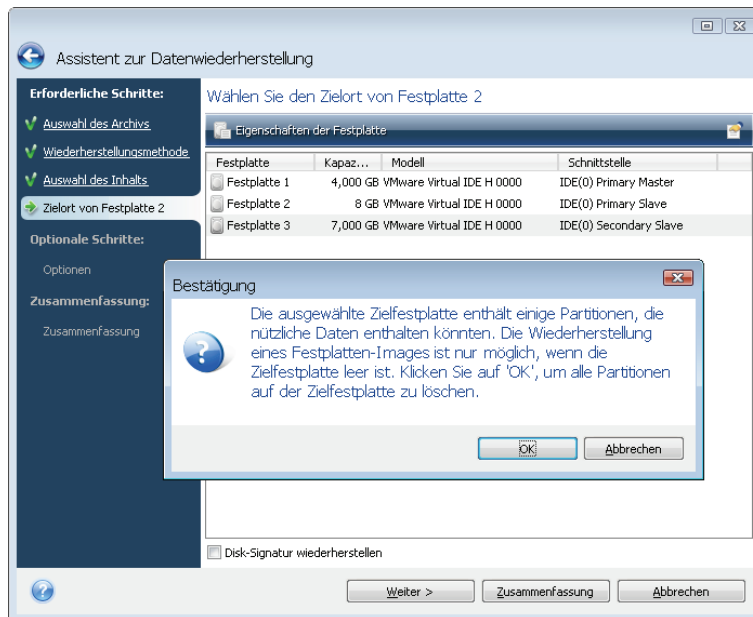 Assistent zur Datenwiederherstellung
Erforderliche Schritte:
Auswahl des Archivs
Wiederherstellungsmethode
Auswahl des Inhalts
Zielort von Festplatte 2
Optionale Schritte:
Optionen
Zusammenfassung:
Zusammenfassung
Wählen Sie den Zielort von Festplatte 2
Eigenschaften der Festplatte
Festplatte Kapaz... Modell Schnittstelle
Festplatte 1 4,000 GB VMware Virtual IDE H 0000 IDE(0) Primary Master
Festplatte 2 8 GB VMware Virtual IDE H 0000 IDE(0) Primary Slave
Festplatte 3 7,000 GB VMware Virtual IDE H 0000 IDE(0) Secondary Slave
Bestätigung
Die ausgewählte Zielfestplatte enthält einige Partitionen, die
nützliche Daten enthalten könnten. Die Wiederherstellung
eines Festplatten-Images ist nur möglich, wenn die
Zielfestplatte leer ist. Klicken Sie auf 'OK', um alle Partitionen
auf der Zielfestplatte zu löschen.
OK Abbrechen
Disk-Signatur wiederherstellen
Weiter > Zusammenfassung Abbrechen